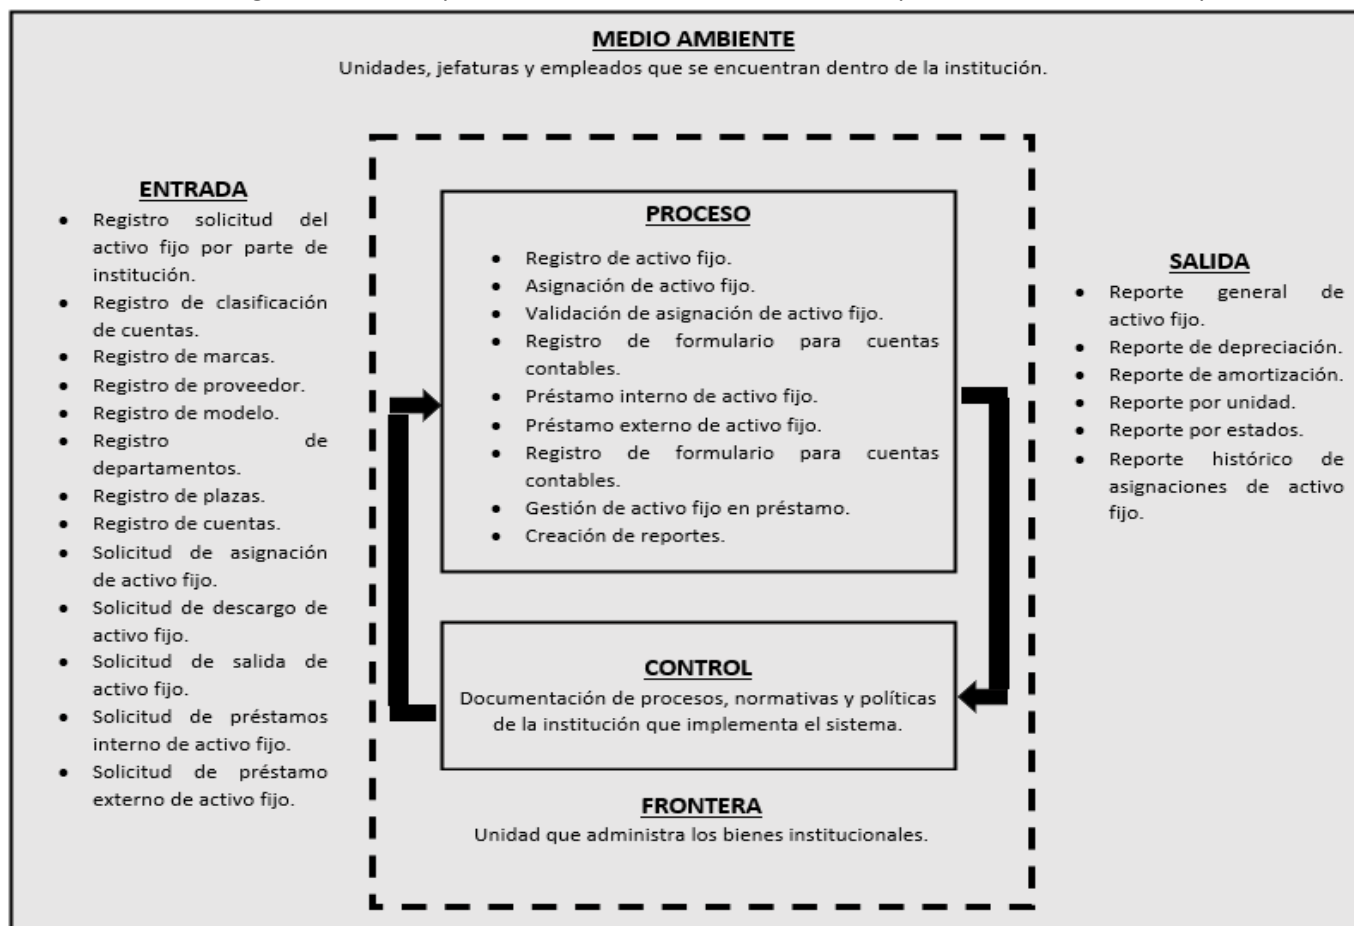 MEDIO AMBIENTE
Unidades, jefaturas y empleados que se encuentran dentro de la institución.
ENTRADA
• Registro solicitud del
activo fijo por parte de
institución.
• Registro de clasificación
de cuentas.
• Registro de marcas.
• Registro de proveedor.
• Registro de modelo.
• Registro de
departamentos.
• Registro de plazas.
• Registro de cuentas.
• Solicitud de asignación
de activo fijo.
• Solicitud de descargo de
activo fijo.
• Solicitud de salida de
activo fijo.
• Solicitud de préstamos
interno de activo fijo.
• Solicitud de préstamo
externo de activo fijo.
PROCESO
• Registro de activo fijo.
• Asignación de activo fijo.
• Validación de asignación de activo fijo.
• Registro de formulario para cuentas
contables.
• Préstamo interno de activo fijo.
• Préstamo externo de activo fijo.
• Registro de formulario para cuentas
contables.
• Gestión de activo fijo en préstamo.
• Creación de reportes.
CONTROL
Documentación de procesos, normativas y políticas
de la institución que implementa el sistema.
FRONTERA
Unidad que administra los bienes institucionales.
SALIDA
• Reporte general de
activo fijo.
• Reporte de depreciación.
• Reporte de amortización.
• Reporte por unidad.
• Reporte por estados.
• Reporte histórico de
asignaciones de activo
fijo.